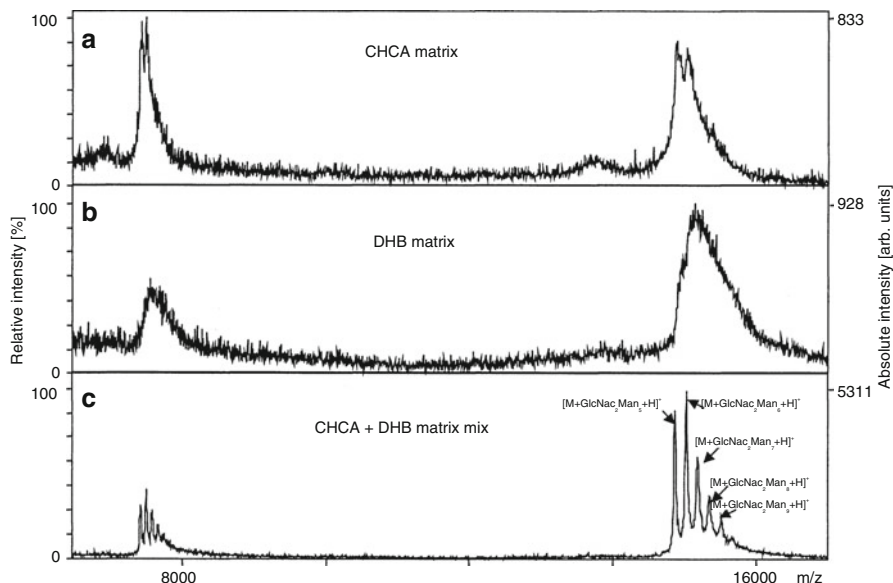 100
a
CHCA matrix
833
0
100
b
DHB matrix
928
0
Relative intensity [%]
Absolute intensity [arb. units]
100
c
CHCA + DHB matrix mix
5311
[M+GlcNac₂Man₅+H]⁺
[M+GlcNac₂Man₆+H]⁺
[M+GlcNac₂Man₇+H]⁺
[M+GlcNac₂Man₈+H]⁺
[M+GlcNac₂Man₉+H]⁺
0
8000
16000
m/z